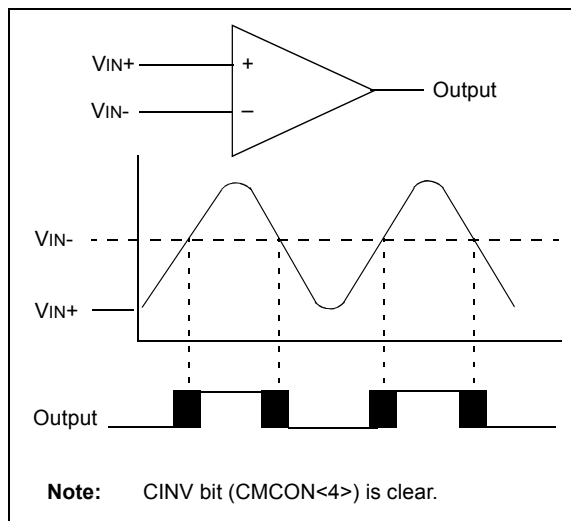 VIN+
+
Output
VIN-
–
VIN-
VIN+
Output
Note: CINV bit (CMCON<4>) is clear.